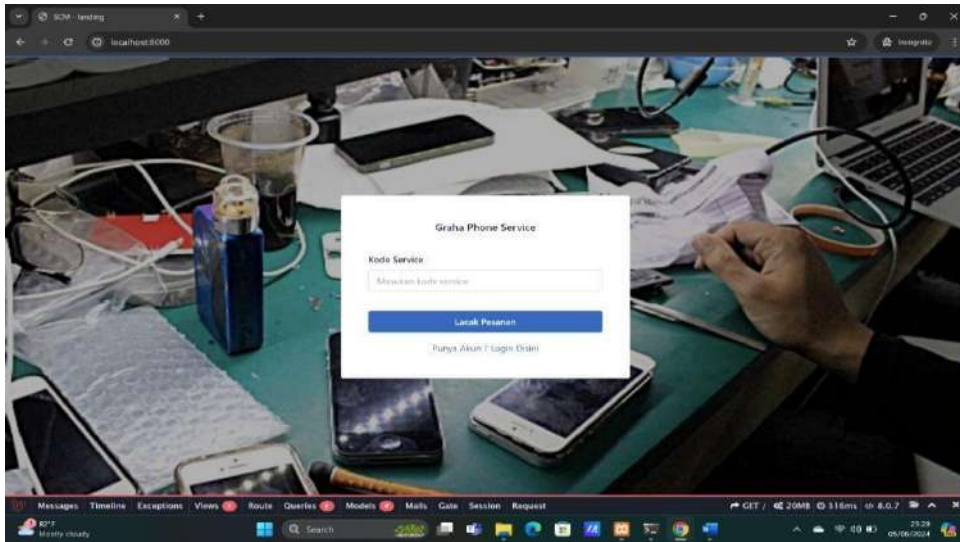 SCM - landing
localhost:8000
Incognito
Graha Phone Service
Kode Service
Masukan kode service
Lacak Pesanan
Punya Akun ? Login Disini
Messages Timeline Exceptions Views Route Queries Models Mails Gate Session Request GET / 20MB 316ms 8.0.7
82°F
Mostly cloudy
Search
23:29
05/06/2024